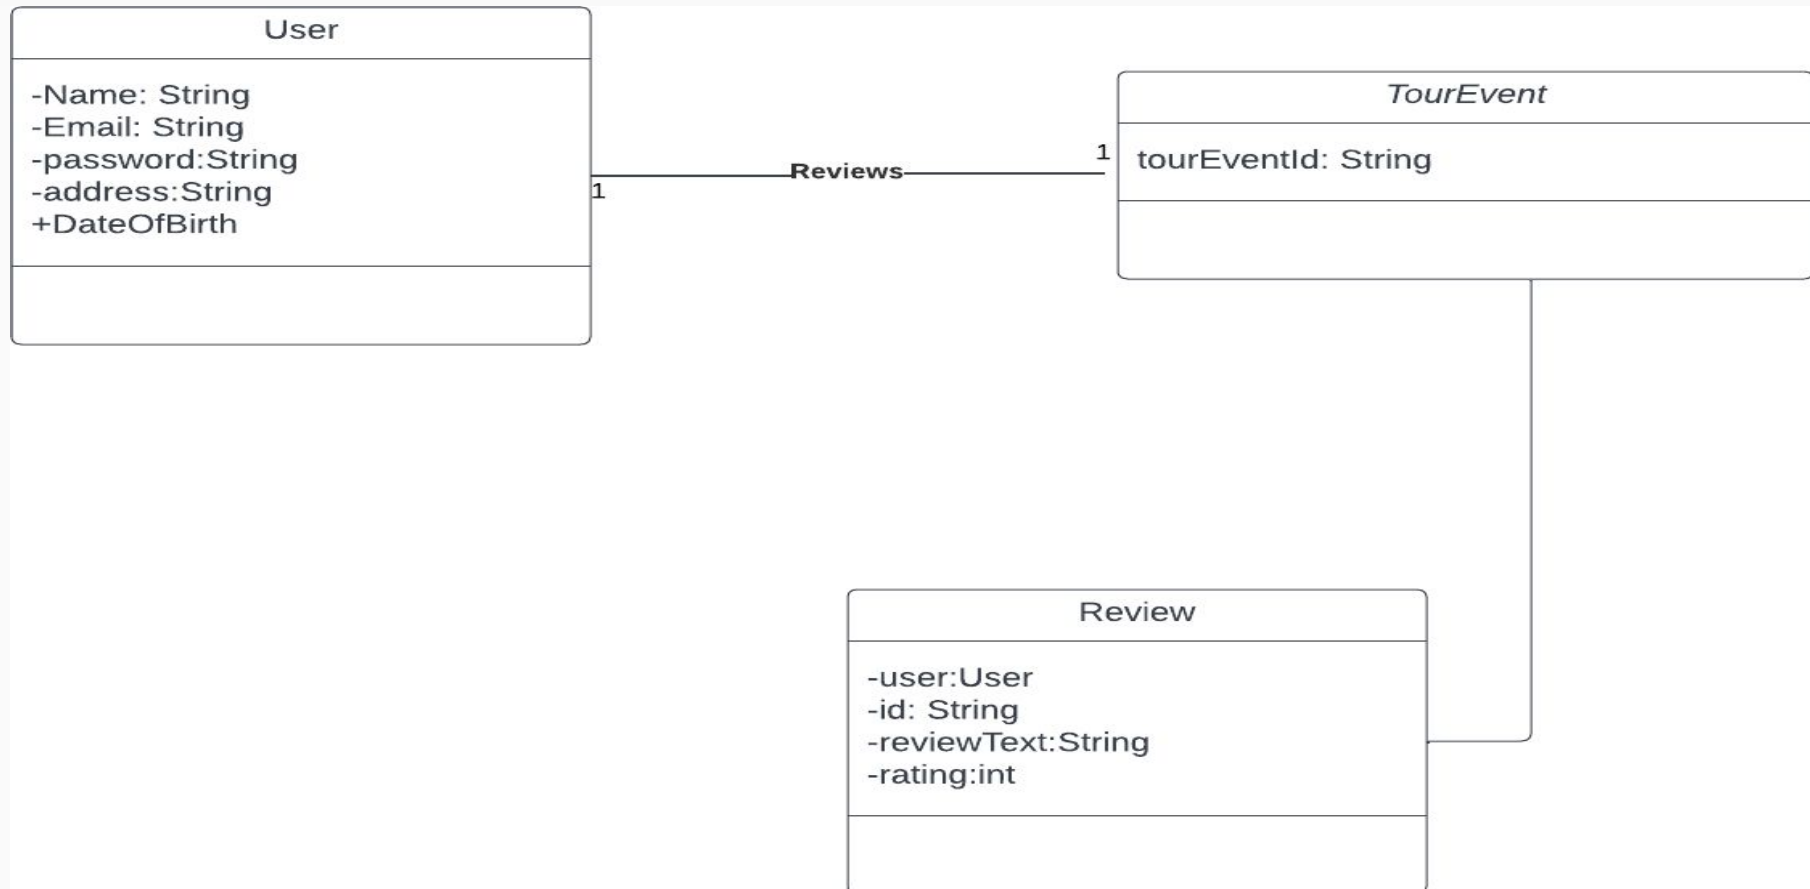 User
-Name: String
-Email: String
-password:String
-address:String
+DateOfBirth
1
Reviews
1
TourEvent
tourEventId: String
Review
-user:User
-id: String
-reviewText:String
-rating:int